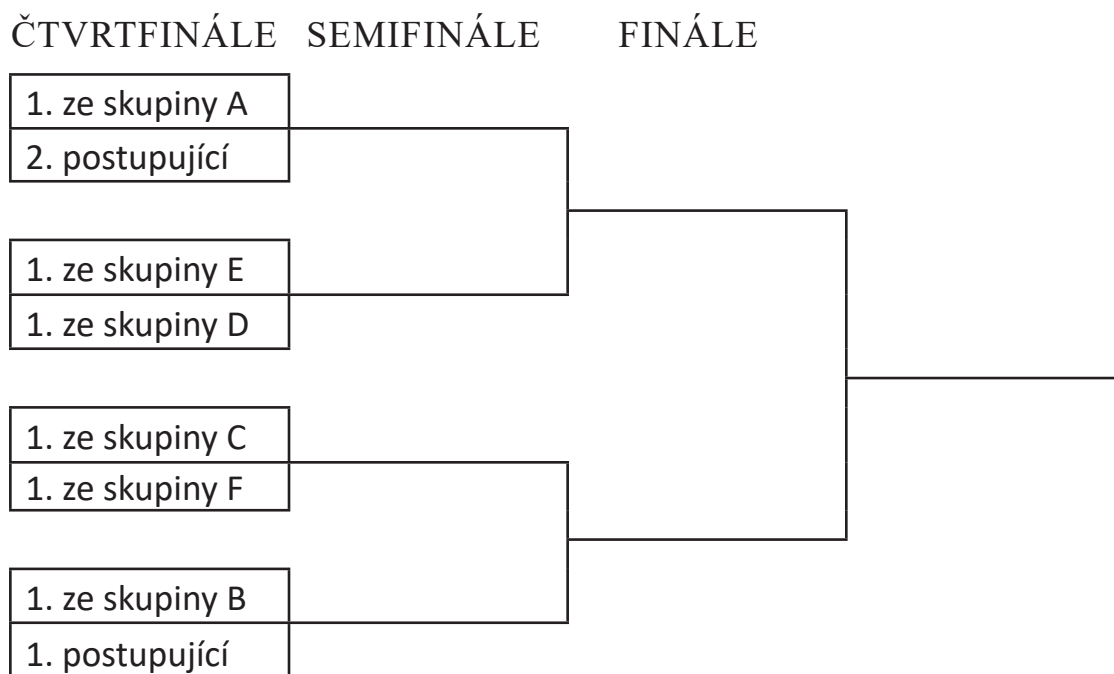 ČTVRTFINÁLE SEMIFINÁLE FINÁLE
1. ze skupiny A
2. postupující
1. ze skupiny E
1. ze skupiny D
1. ze skupiny C
1. ze skupiny F
1. ze skupiny B
1. postupující